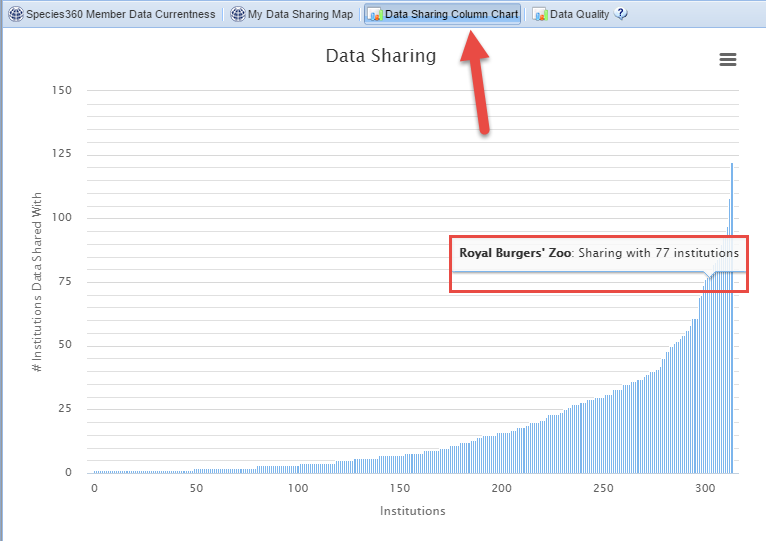 Species360 Member Data Currentness My Data Sharing Map Data Sharing Column Chart Data Quality ?
Data Sharing
150
125
100
75
50
25
0
# Institutions Data Shared With
Royal Burgers' Zoo: Sharing with 77 institutions
0 50 100 150 200 250 300
Institutions